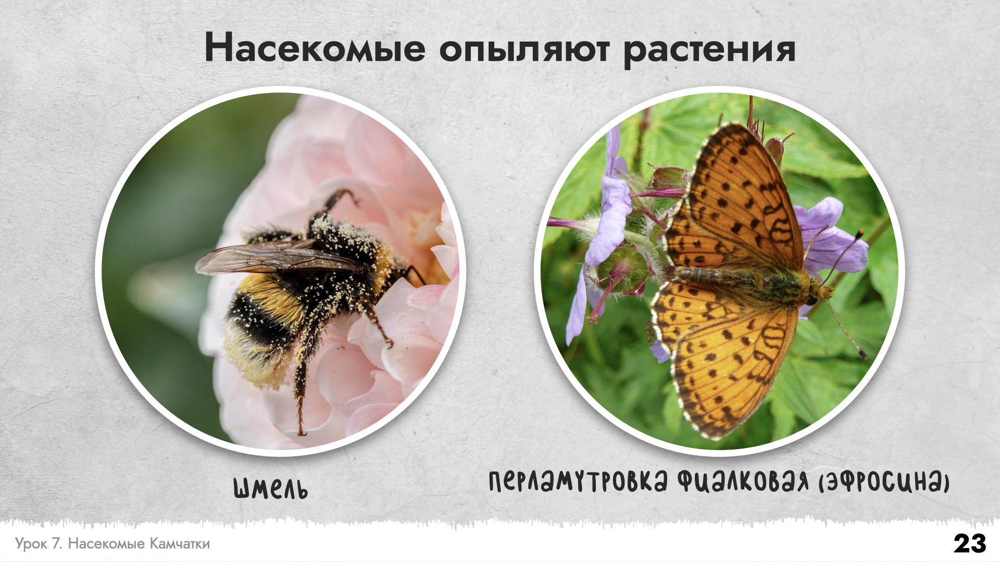 Насекомые опыляют растения
шмель
перламутровка фиалковая (эфросина)
Урок 7. Насекомые Камчатки
23